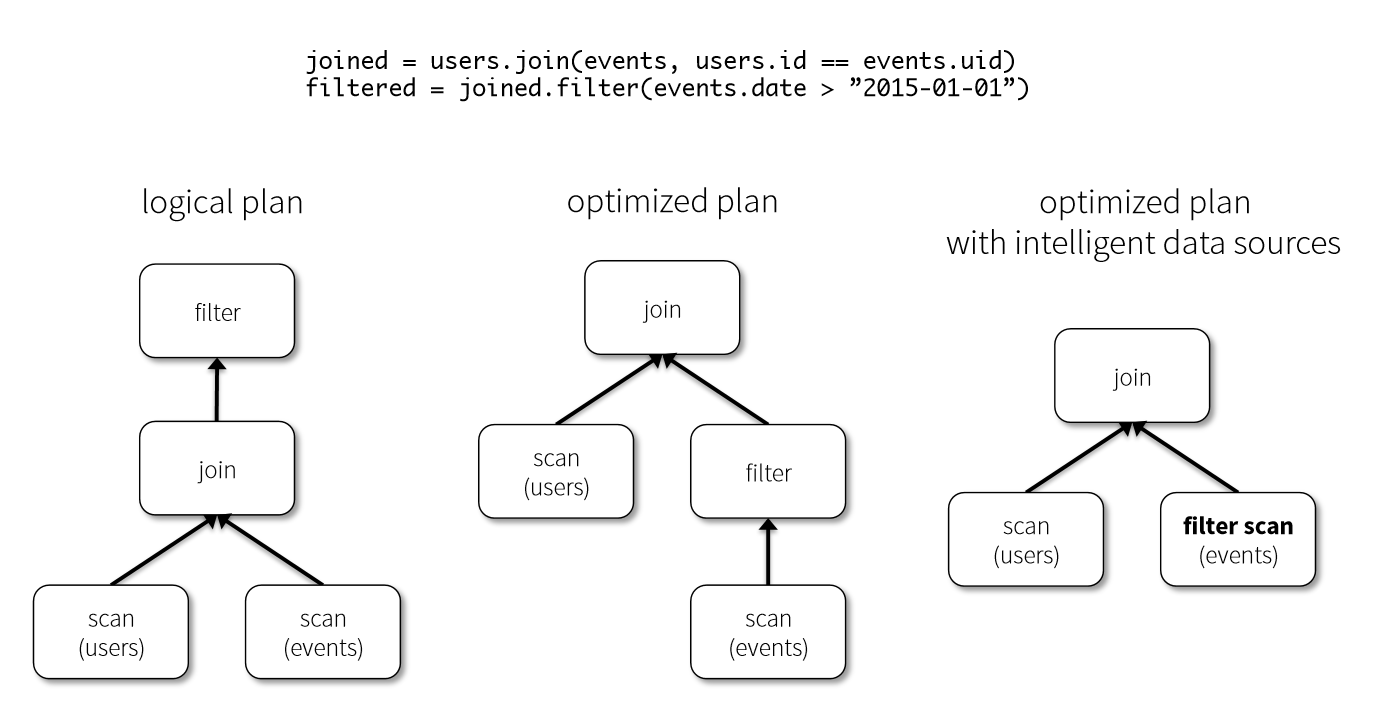 joined = users.join(events, users.id == events.uid)
filtered = joined.filter(events.date > ”2015-01-01”)
logical plan
filter
join
scan
(users)
scan
(events)
optimized plan
join
scan
(users)
filter
scan
(events)
optimized plan
with intelligent data sources
join
scan
(users)
filter scan
(events)